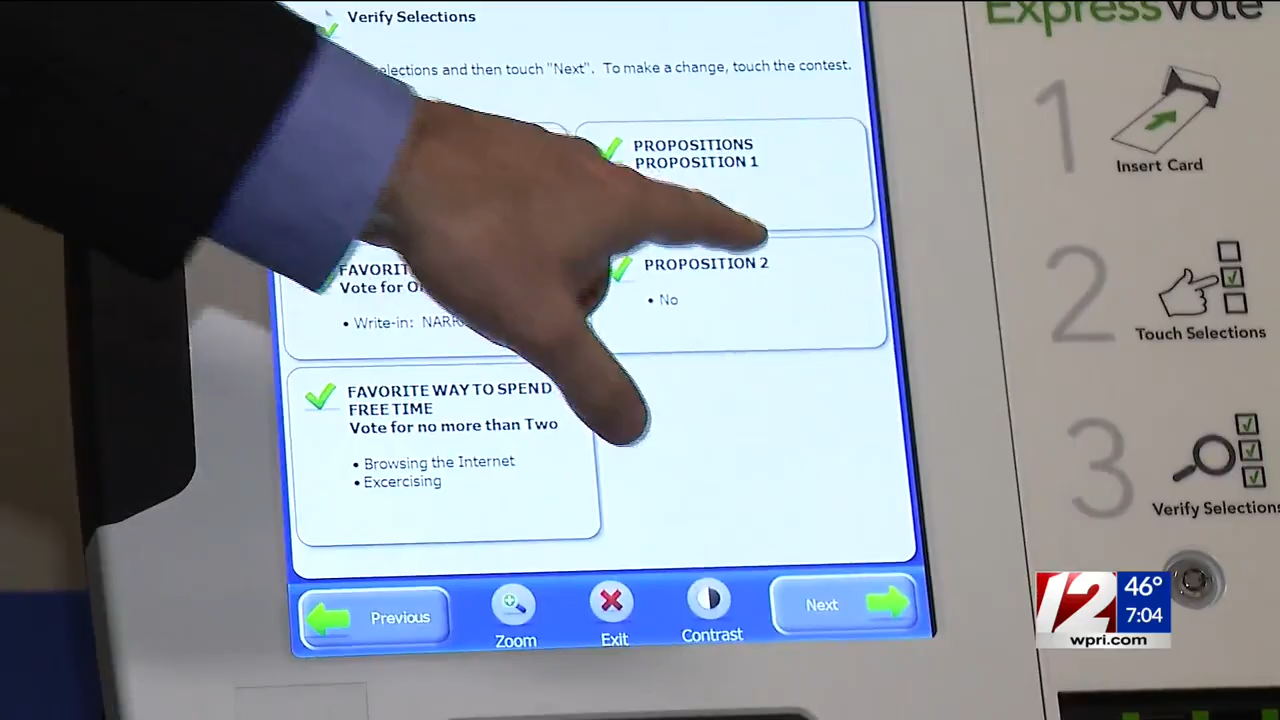 Verify Selections
and then touch "Next". To make a change, touch the contest.
PROPOSITIONS
PROPOSITION 1
Vote for
Write-in:
PROPOSITION 2
• No
FAVORITE WAY TO SPEND
FREE TIME
Vote for no more than Two
• Browsing the Internet
• Excercising
Previous
Zoom
Exit
Contrast
Next
ExpressVote
1
Insert Card
2
Touch Selections
3
Verify Selections
12
46°
7:04
wpri.com